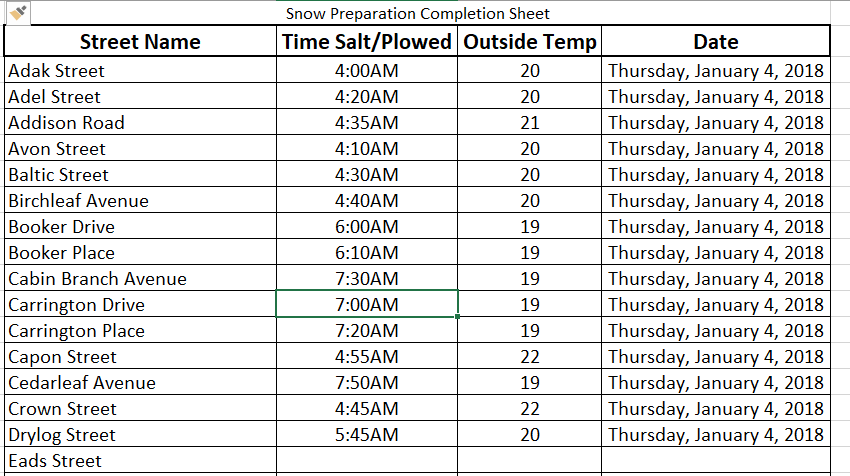 Snow Preparation Completion Sheet
Street Name Time Salt/Plowed Outside Temp Date
Adak Street 4:00AM 20 Thursday, January 4, 2018
Adel Street 4:20AM 20 Thursday, January 4, 2018
Addison Road 4:35AM 21 Thursday, January 4, 2018
Avon Street 4:10AM 20 Thursday, January 4, 2018
Baltic Street 4:30AM 20 Thursday, January 4, 2018
Birchleaf Avenue 4:40AM 20 Thursday, January 4, 2018
Booker Drive 6:00AM 19 Thursday, January 4, 2018
Booker Place 6:10AM 19 Thursday, January 4, 2018
Cabin Branch Avenue 7:30AM 19 Thursday, January 4, 2018
Carrington Drive 7:00AM 19 Thursday, January 4, 2018
Carrington Place 7:20AM 19 Thursday, January 4, 2018
Capon Street 4:55AM 22 Thursday, January 4, 2018
Cedarleaf Avenue 7:50AM 19 Thursday, January 4, 2018
Crown Street 4:45AM 22 Thursday, January 4, 2018
Drylog Street 5:45AM 20 Thursday, January 4, 2018
Eads Street